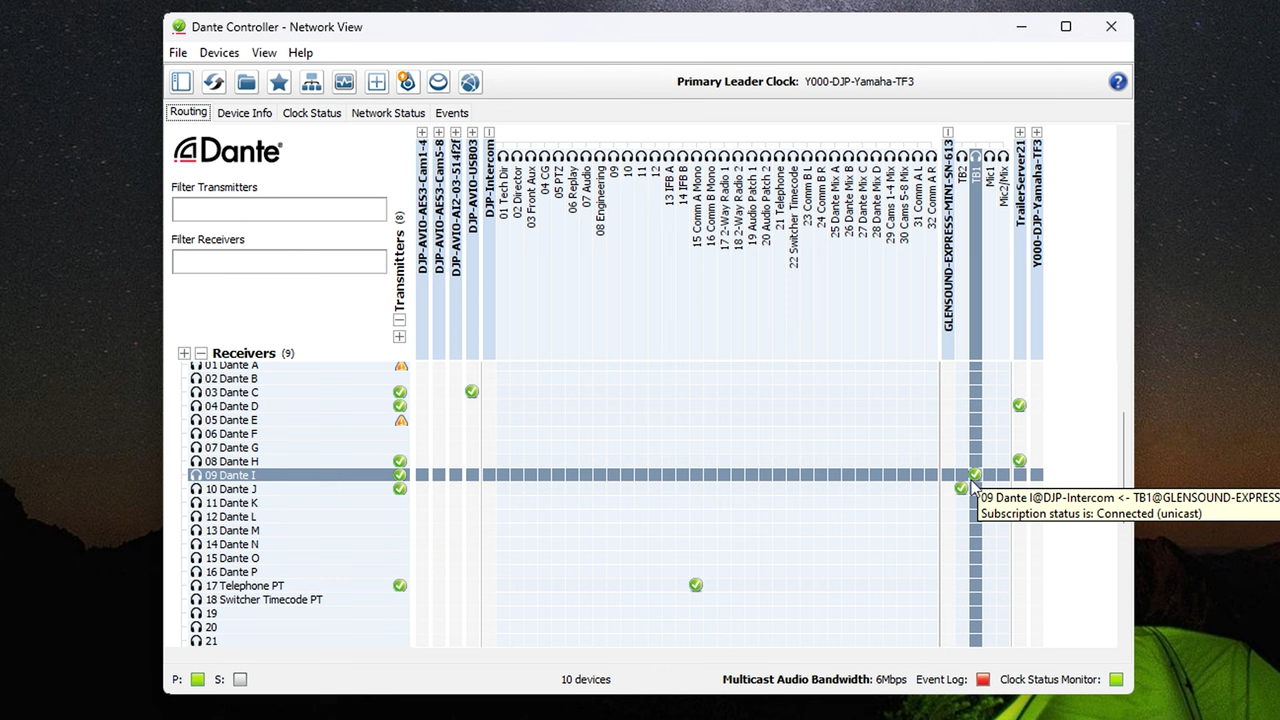 Dante Controller - Network View
File Devices View Help
Primary Leader Clock: Y000-DJP-Yamaha-TF3
?
Routing Device Info Clock Status Network Status Events
Dante
Filter Transmitters
Filter Receivers
Transmitters (8)
DJP-AVIO-AES3-Cam1-4
DJP-AVIO-AES3-Cam5-8
DJP-AVIO-AI2-03-514f2f
DJP-AVIO-USB03
DJP-Intercom
01 Tech Dir
02 Director
03 Front Aux
04 CG
05 PTZ
06 Replay
07 Audio
08 Engineering
09
10
11
12
13 IFB A
14 IFB B
15 Comm A Mono
16 Comm B Mono
17 2-Way Radio 1
18 2-Way Radio 2
19 Audio Patch 1
20 Audio Patch 2
21 Telephone
22 Switcher Timecode
23 Comm B L
24 Comm B R
25 Dante Mix A
26 Dante Mix B
27 Dante Mix C
28 Dante Mix D
29 Cams 1-4 Mix
30 Cams 5-8 Mix
31 Comm A L
32 Comm A R
GLENSOUND-EXPRESS-MINI-SN-613
TB2
TB1
Mic1
Mic2/Mix
TrailerServer21
Y000-DJP-Yamaha-TF3
Receivers (9)
01 Dante A
02 Dante B
03 Dante C
04 Dante D
05 Dante E
06 Dante F
07 Dante G
08 Dante H
09 Dante I
10 Dante J
11 Dante K
12 Dante L
13 Dante M
14 Dante N
15 Dante O
16 Dante P
17 Telephone PT
18 Switcher Timecode PT
19
20
21
09 Dante I@DJP-Intercom <- TB1@GLENSOUND-EXPRESS
Subscription status is: Connected (unicast)
P: S: 10 devices Multicast Audio Bandwidth: 6Mbps Event Log: Clock Status Monitor: